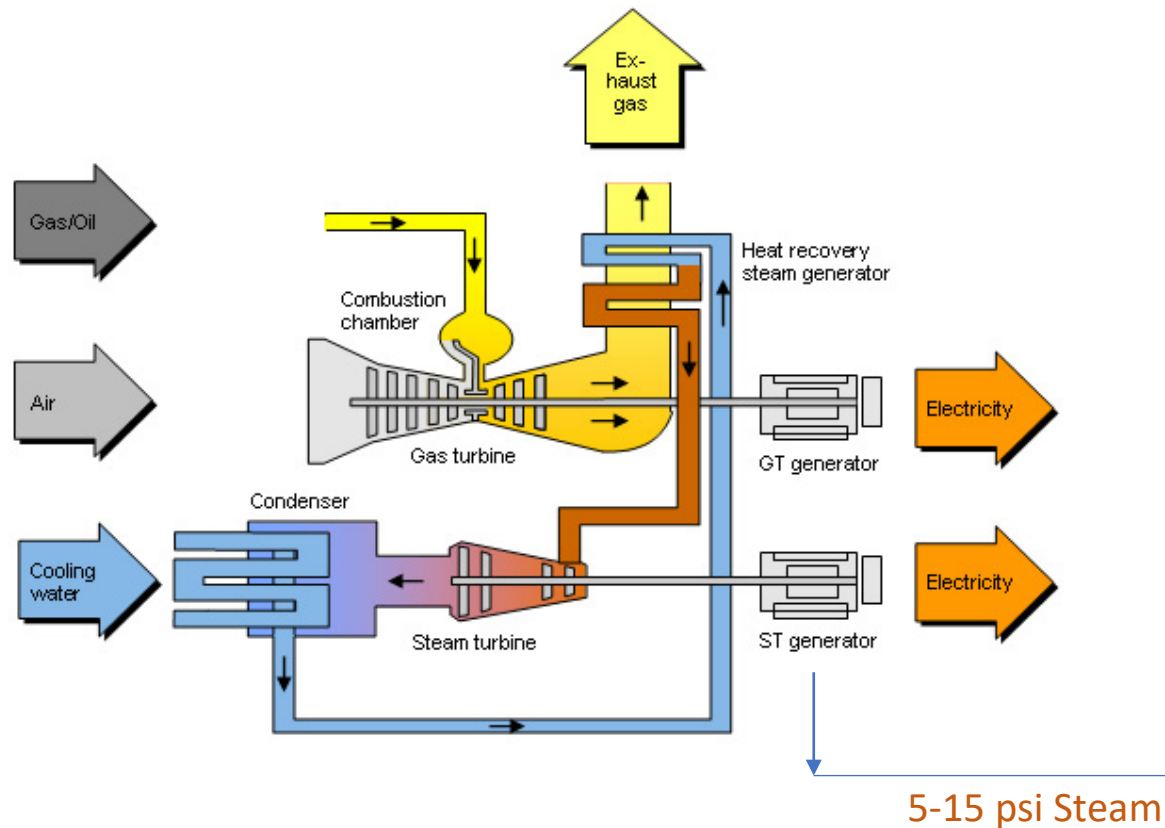 Ex-
haust
gas
Gas/Oil
Heat recovery
steam generator
Combustion
chamber
Air
Electricity
Gas turbine
GT generator
Condenser
Cooling
water
Electricity
Steam turbine
ST generator
5-15 psi Steam